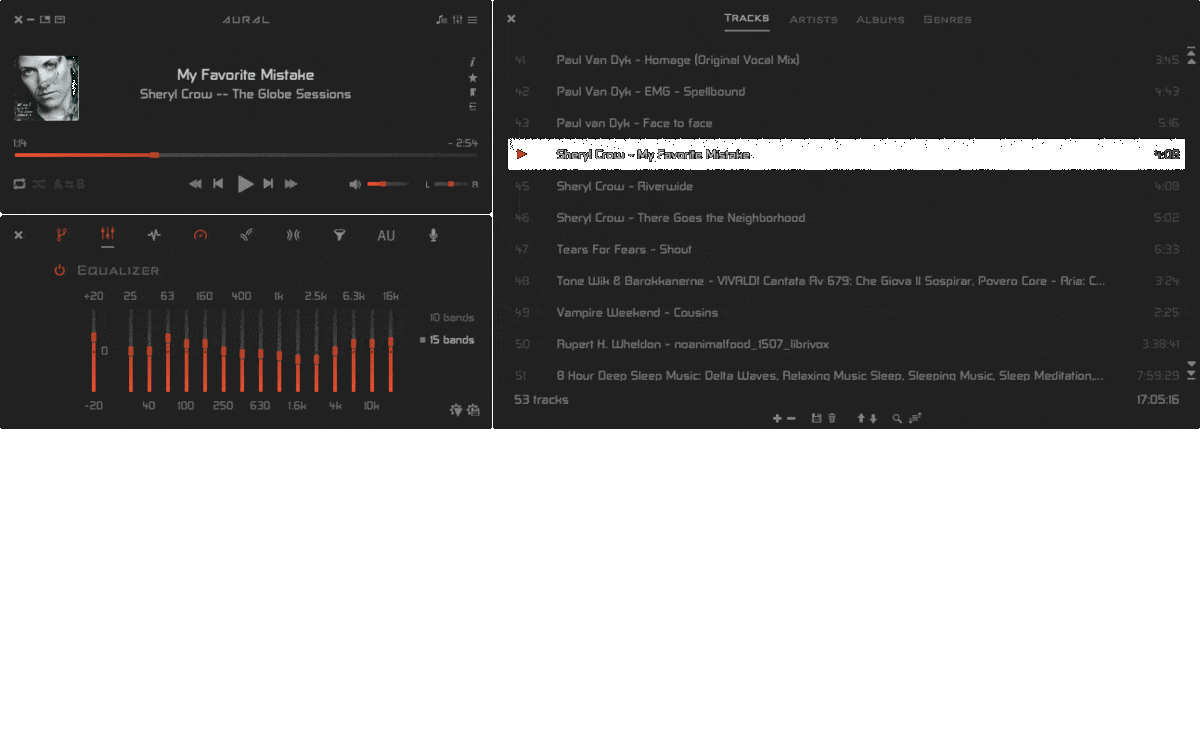 AURAL
My Favorite Mistake
Sheryl Crow -- The Globe Sessions
1:14 - 2:54
A B L R
AU
Equalizer
+20 25 63 160 400 1k 2.5k 6.3k 16k
10 bands
0
15 bands
-20 40 100 250 630 1.6k 4k 10k
Tracks Artists Albums Genres
41 Paul Van Dyk - Homage (Original Vocal Mix) 3:45
42 Paul Van Dyk - EMG - Spellbound 4:43
43 Paul van Dyk - Face to face 5:16
Sheryl Crow - My Favorite Mistake 4:08
45 Sheryl Crow - Riverwide 4:08
46 Sheryl Crow - There Goes the Neighborhood 5:02
47 Tears For Fears - Shout 6:33
48 Tone Wik & Barokkanerne - VIVALDI Cantata Rv 679: Che Giova Il Sospirar, Povero Core - Aria: C... 3:24
49 Vampire Weekend - Cousins 2:25
50 Rupert H. Wheldon - noanimalfood_1507_librivox 3:38:41
51 8 Hour Deep Sleep Music: Delta Waves, Relaxing Music Sleep, Sleeping Music, Sleep Meditation,... 7:59:29
53 tracks 17:05:16